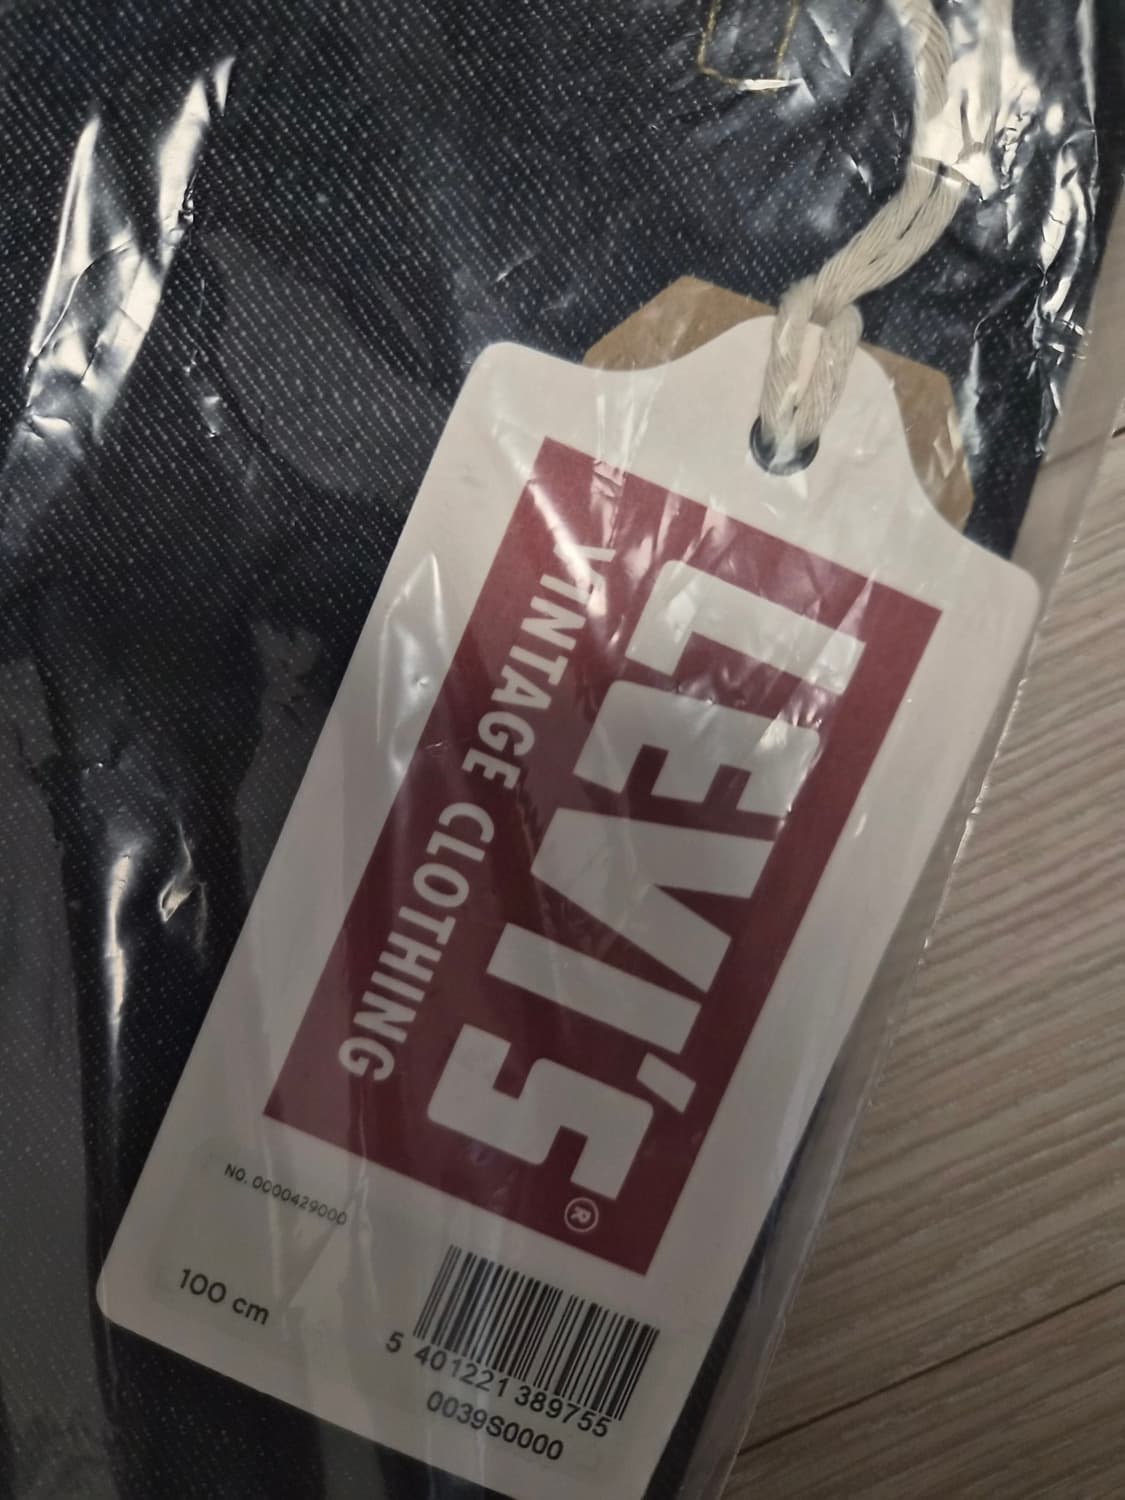 LEVI'S®
VINTAGE CLOTHING
NO. 0000429000
100 cm
5 401221 389755
0039S0000